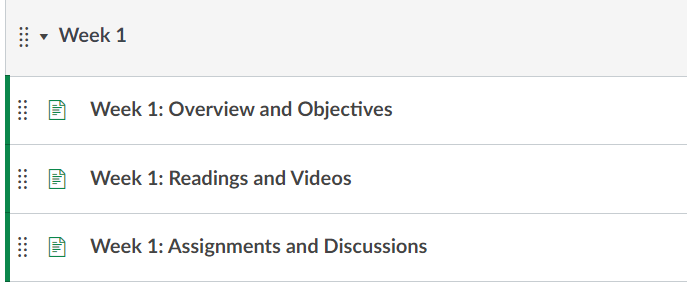 Week 1
Week 1: Overview and Objectives
Week 1: Readings and Videos
Week 1: Assignments and Discussions